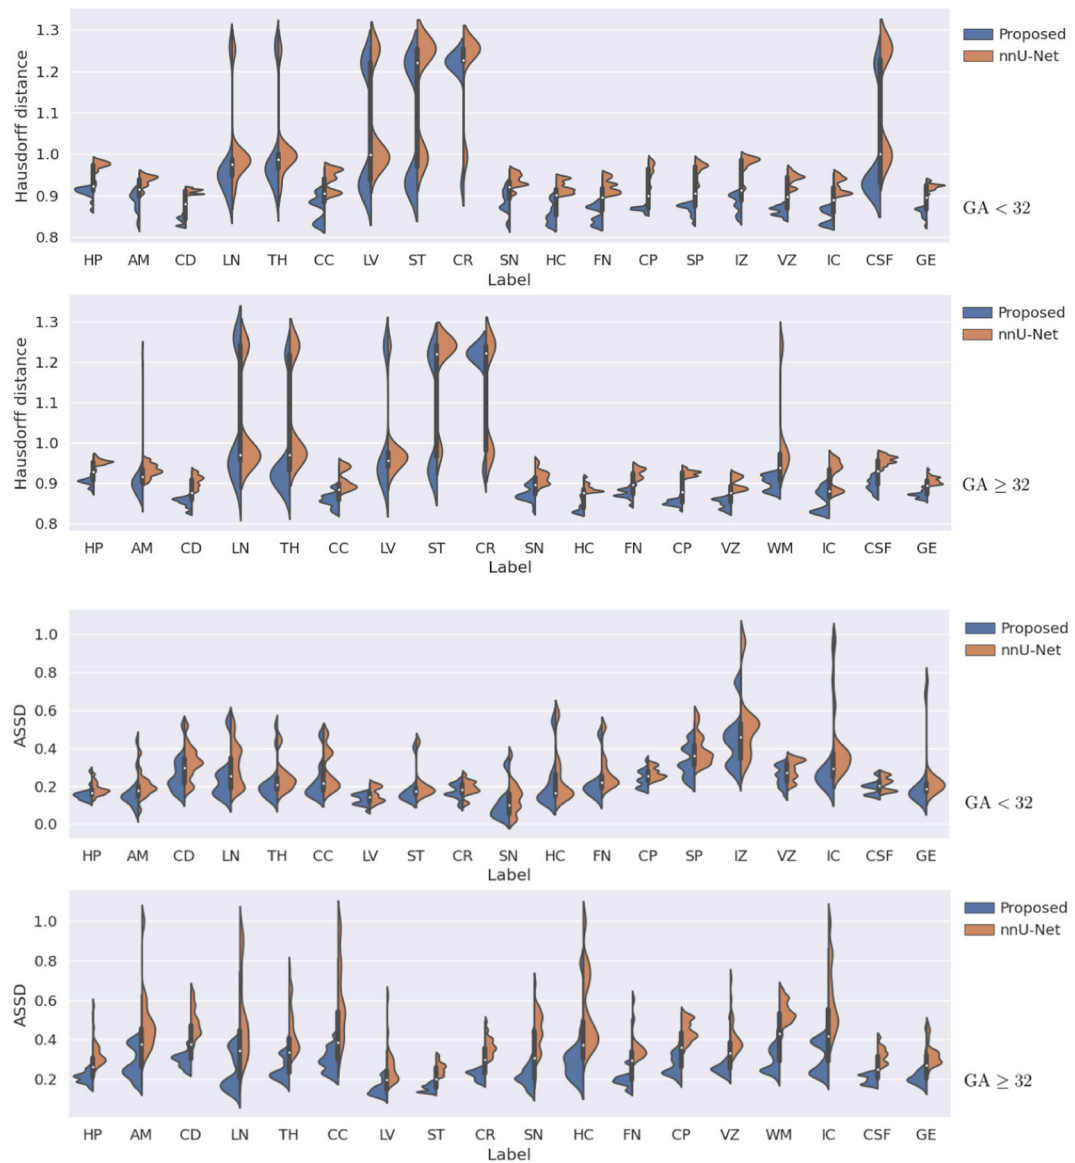 Hausdorff distance
1.3
1.2
1.1
1.0
0.9
0.8
HP AM CD LN TH CC LV ST CR SN HC FN CP SP IZ VZ IC CSF GE
Label
Proposed
nnU-Net
GA < 32
Hausdorff distance
1.3
1.2
1.1
1.0
0.9
0.8
HP AM CD LN TH CC LV ST CR SN HC FN CP VZ WM IC CSF GE
Label
Proposed
nnU-Net
GA ≥ 32
ASSD
1.0
0.8
0.6
0.4
0.2
0.0
HP AM CD LN TH CC LV ST CR SN HC FN CP SP IZ VZ IC CSF GE
Label
Proposed
nnU-Net
GA < 32
ASSD
1.0
0.8
0.6
0.4
0.2
HP AM CD LN TH CC LV ST CR SN HC FN CP VZ WM IC CSF GE
Label
Proposed
nnU-Net
GA ≥ 32